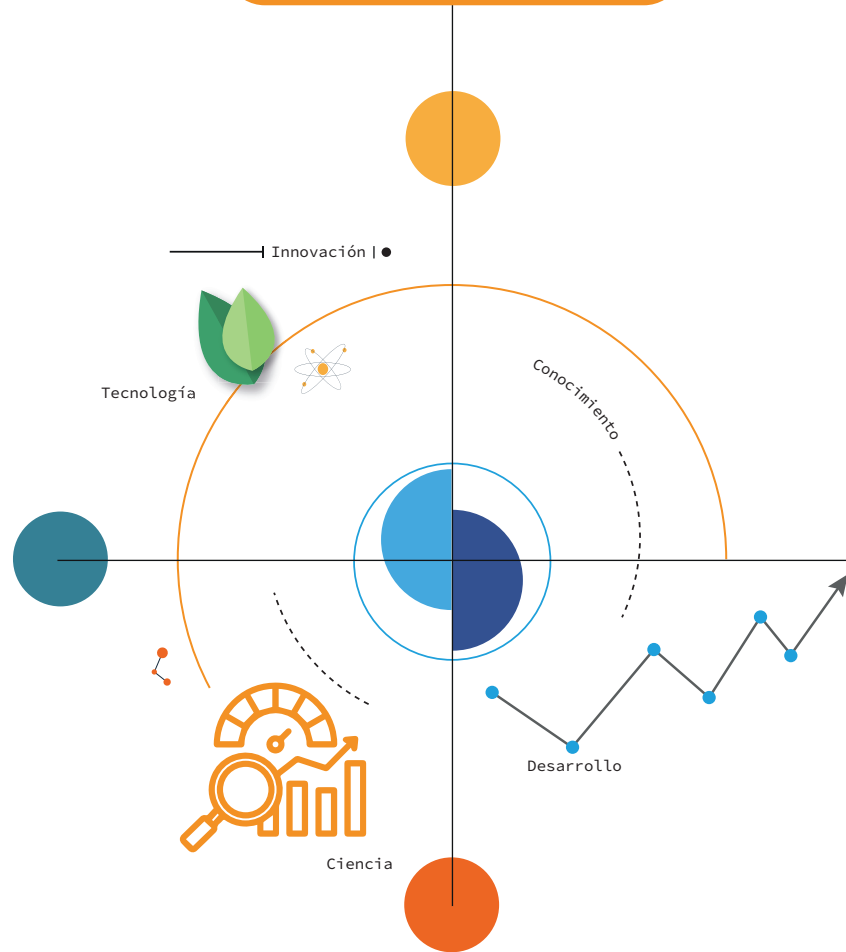 Innovación
Conocimiento
Tecnología
Desarrollo
Ciencia